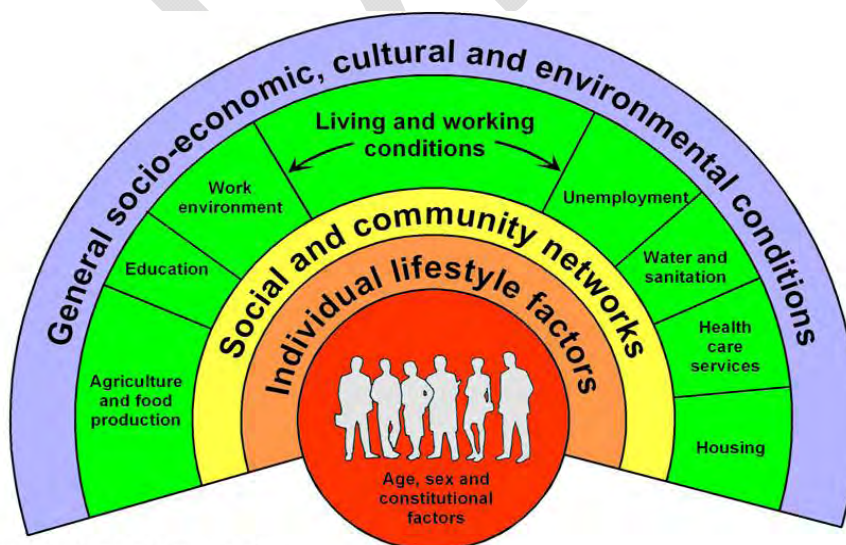 General socio-economic, cultural and environmental conditions
Living and working
conditions
Work
environment
Unemployment
Education
Water and
sanitation
Agriculture
and food
production
Health
care
services
Housing
Social and community networks
Individual lifestyle factors
Age, sex and
constitutional
factors